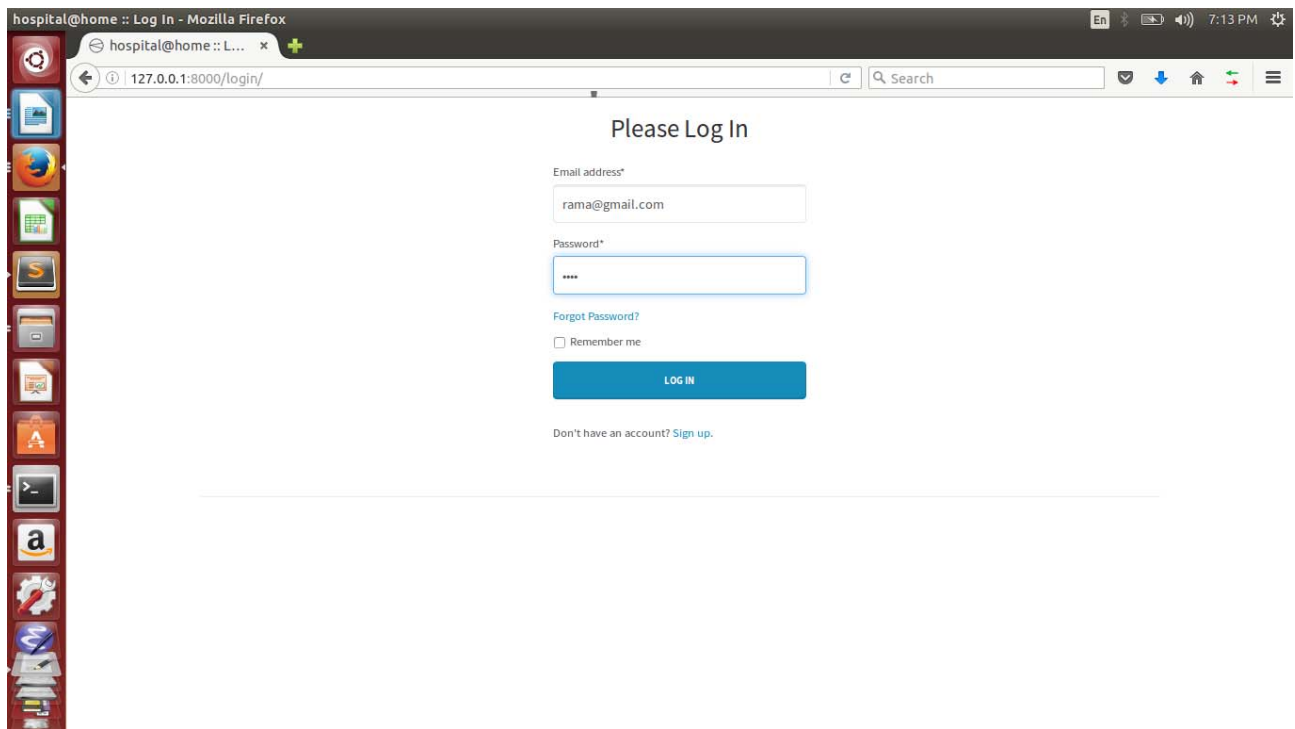 hospital@home :: Log In - Mozilla Firefox
En 7:13 PM
hospital@home :: L... ×
127.0.0.1:8000/login/
Search
Please Log In
Email address*
rama@gmail.com
Password*
••••
Forgot Password?
Remember me
LOG IN
Don't have an account? Sign up.